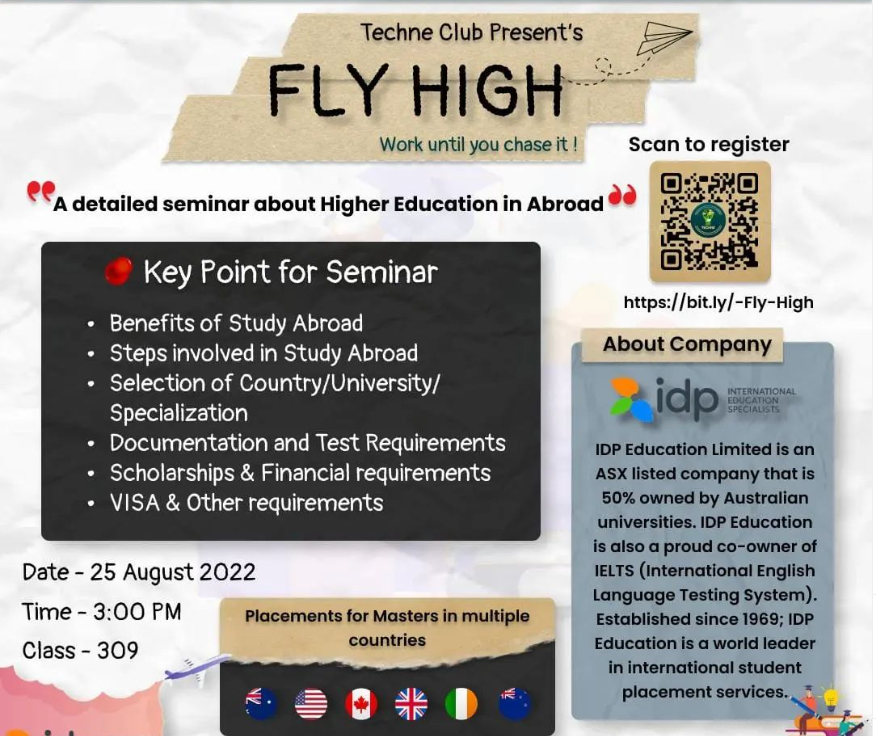 Techne Club Present's
FLY HIGH
Work until you chase it !
Scan to register
https://bit.ly/-Fly-High
"A detailed seminar about Higher Education in Abroad"
Key Point for Seminar
• Benefits of Study Abroad
• Steps involved in Study Abroad
• Selection of Country/University/
Specialization
• Documentation and Test Requirements
• Scholarships & Financial requirements
• VISA & Other requirements
About Company
idp INTERNATIONAL
EDUCATION
SPECIALISTS
IDP Education Limited is an
ASX listed company that is
50% owned by Australian
universities. IDP Education
is also a proud co-owner of
IELTS (International English
Language Testing System).
Established since 1969; IDP
Education is a world leader
in international student
placement services.
Date - 25 August 2022
Time - 3:00 PM
Class - 309
Placements for Masters in multiple
countries